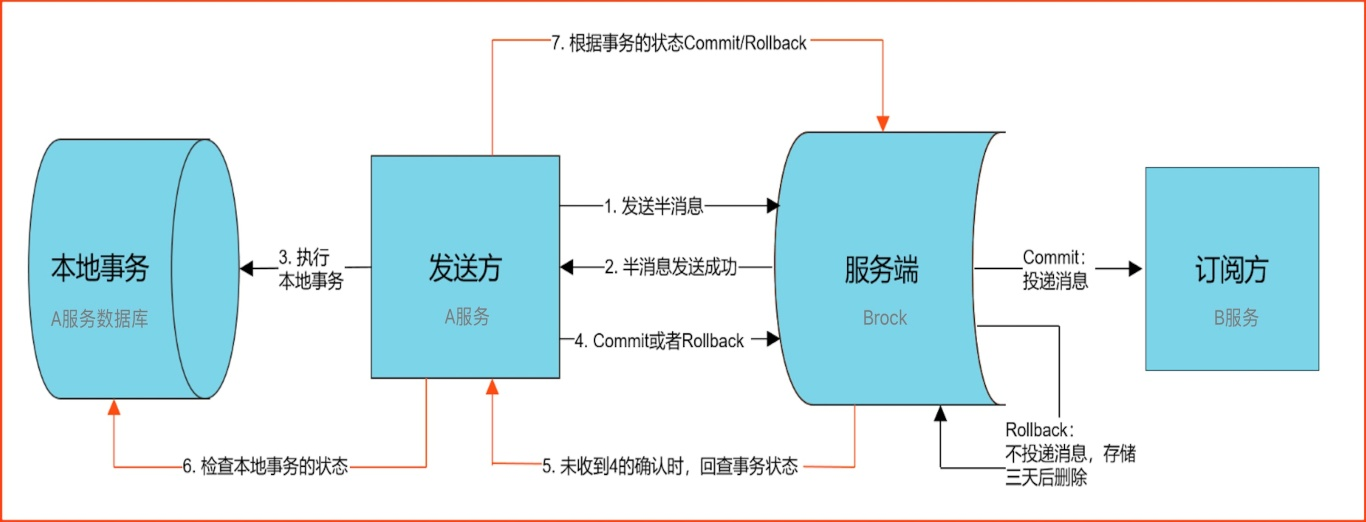 7. 根据事务的状态Commit/Rollback
1. 发送半消息
3. 执行
本地事务
2. 半消息发送成功
Commit：
投递消息
本地事务
A服务数据库
发送方
A服务
服务端
Brock
订阅方
B服务
4. Commit或者Rollback
Rollback：
不投递消息，存储
三天后删除
6. 检查本地事务的状态
5. 未收到4的确认时，回查事务状态